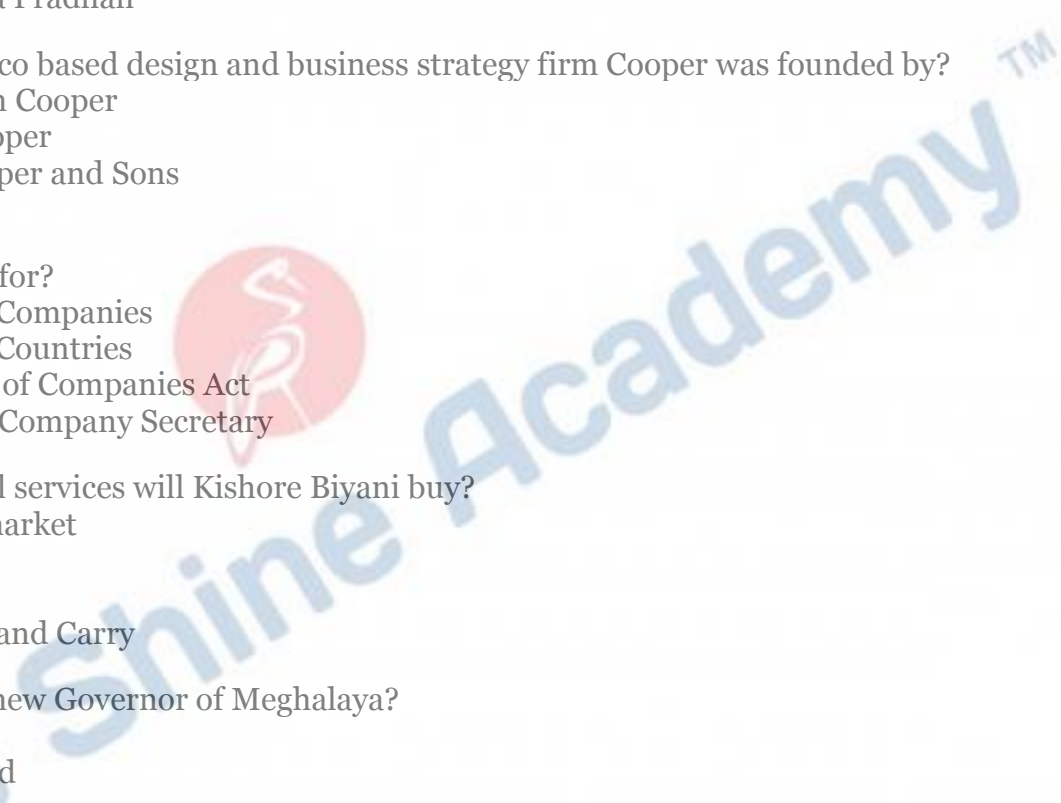 Pradhan
co based design and business strategy firm Cooper was founded by?
Cooper
per and Sons
for?
Companies
Countries
of Companies Act
Company Secretary
services will Kishore Biyani buy?
and Carry
new Governor of Meghalaya?
Shine Academy TM